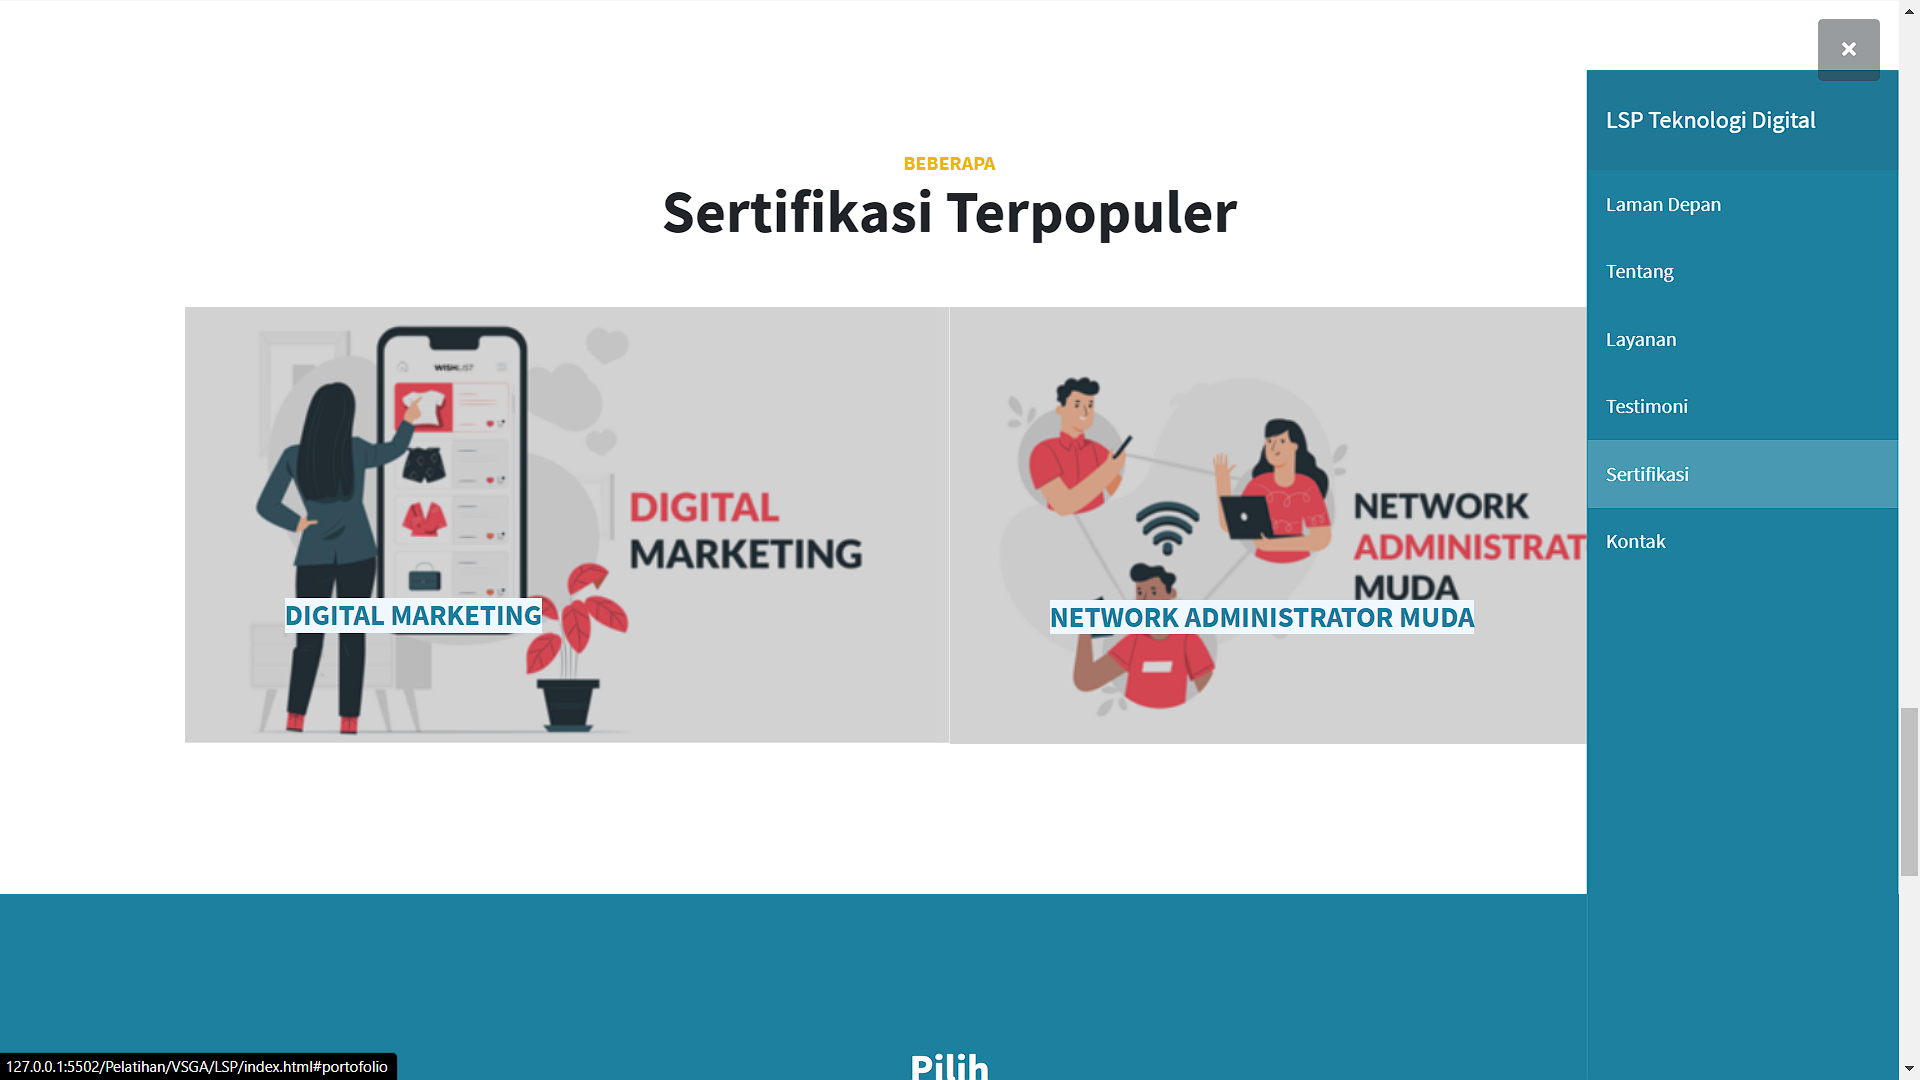 LSP Teknologi Digital
Laman Depan
Tentang
Layanan
Testimoni
Sertifikasi
Kontak
BEBERAPA
Sertifikasi Terpopuler
WISHLIST
DIGITAL
MARKETING
DIGITAL MARKETING
NETWORK
ADMINISTRAT
MUDA
NETWORK ADMINISTRATOR MUDA
Pilih
127.0.0.1:5502/Pelatihan/VSGA/LSP/index.html#portofolio